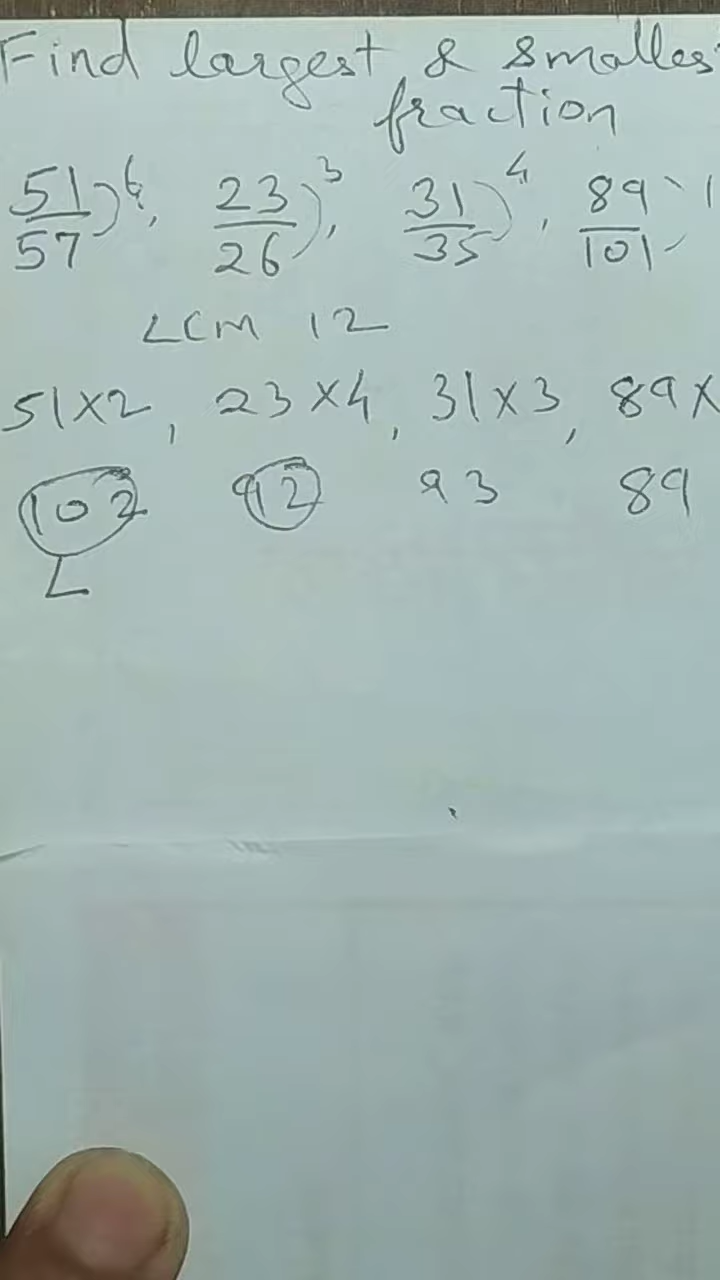 Find largest & smalles
fraction
51/57)6, 23/26)3, 31/35)4, 89/101)1
LCM 12
51×2, 23×4, 31×3, 89×
102 92 93 89
L